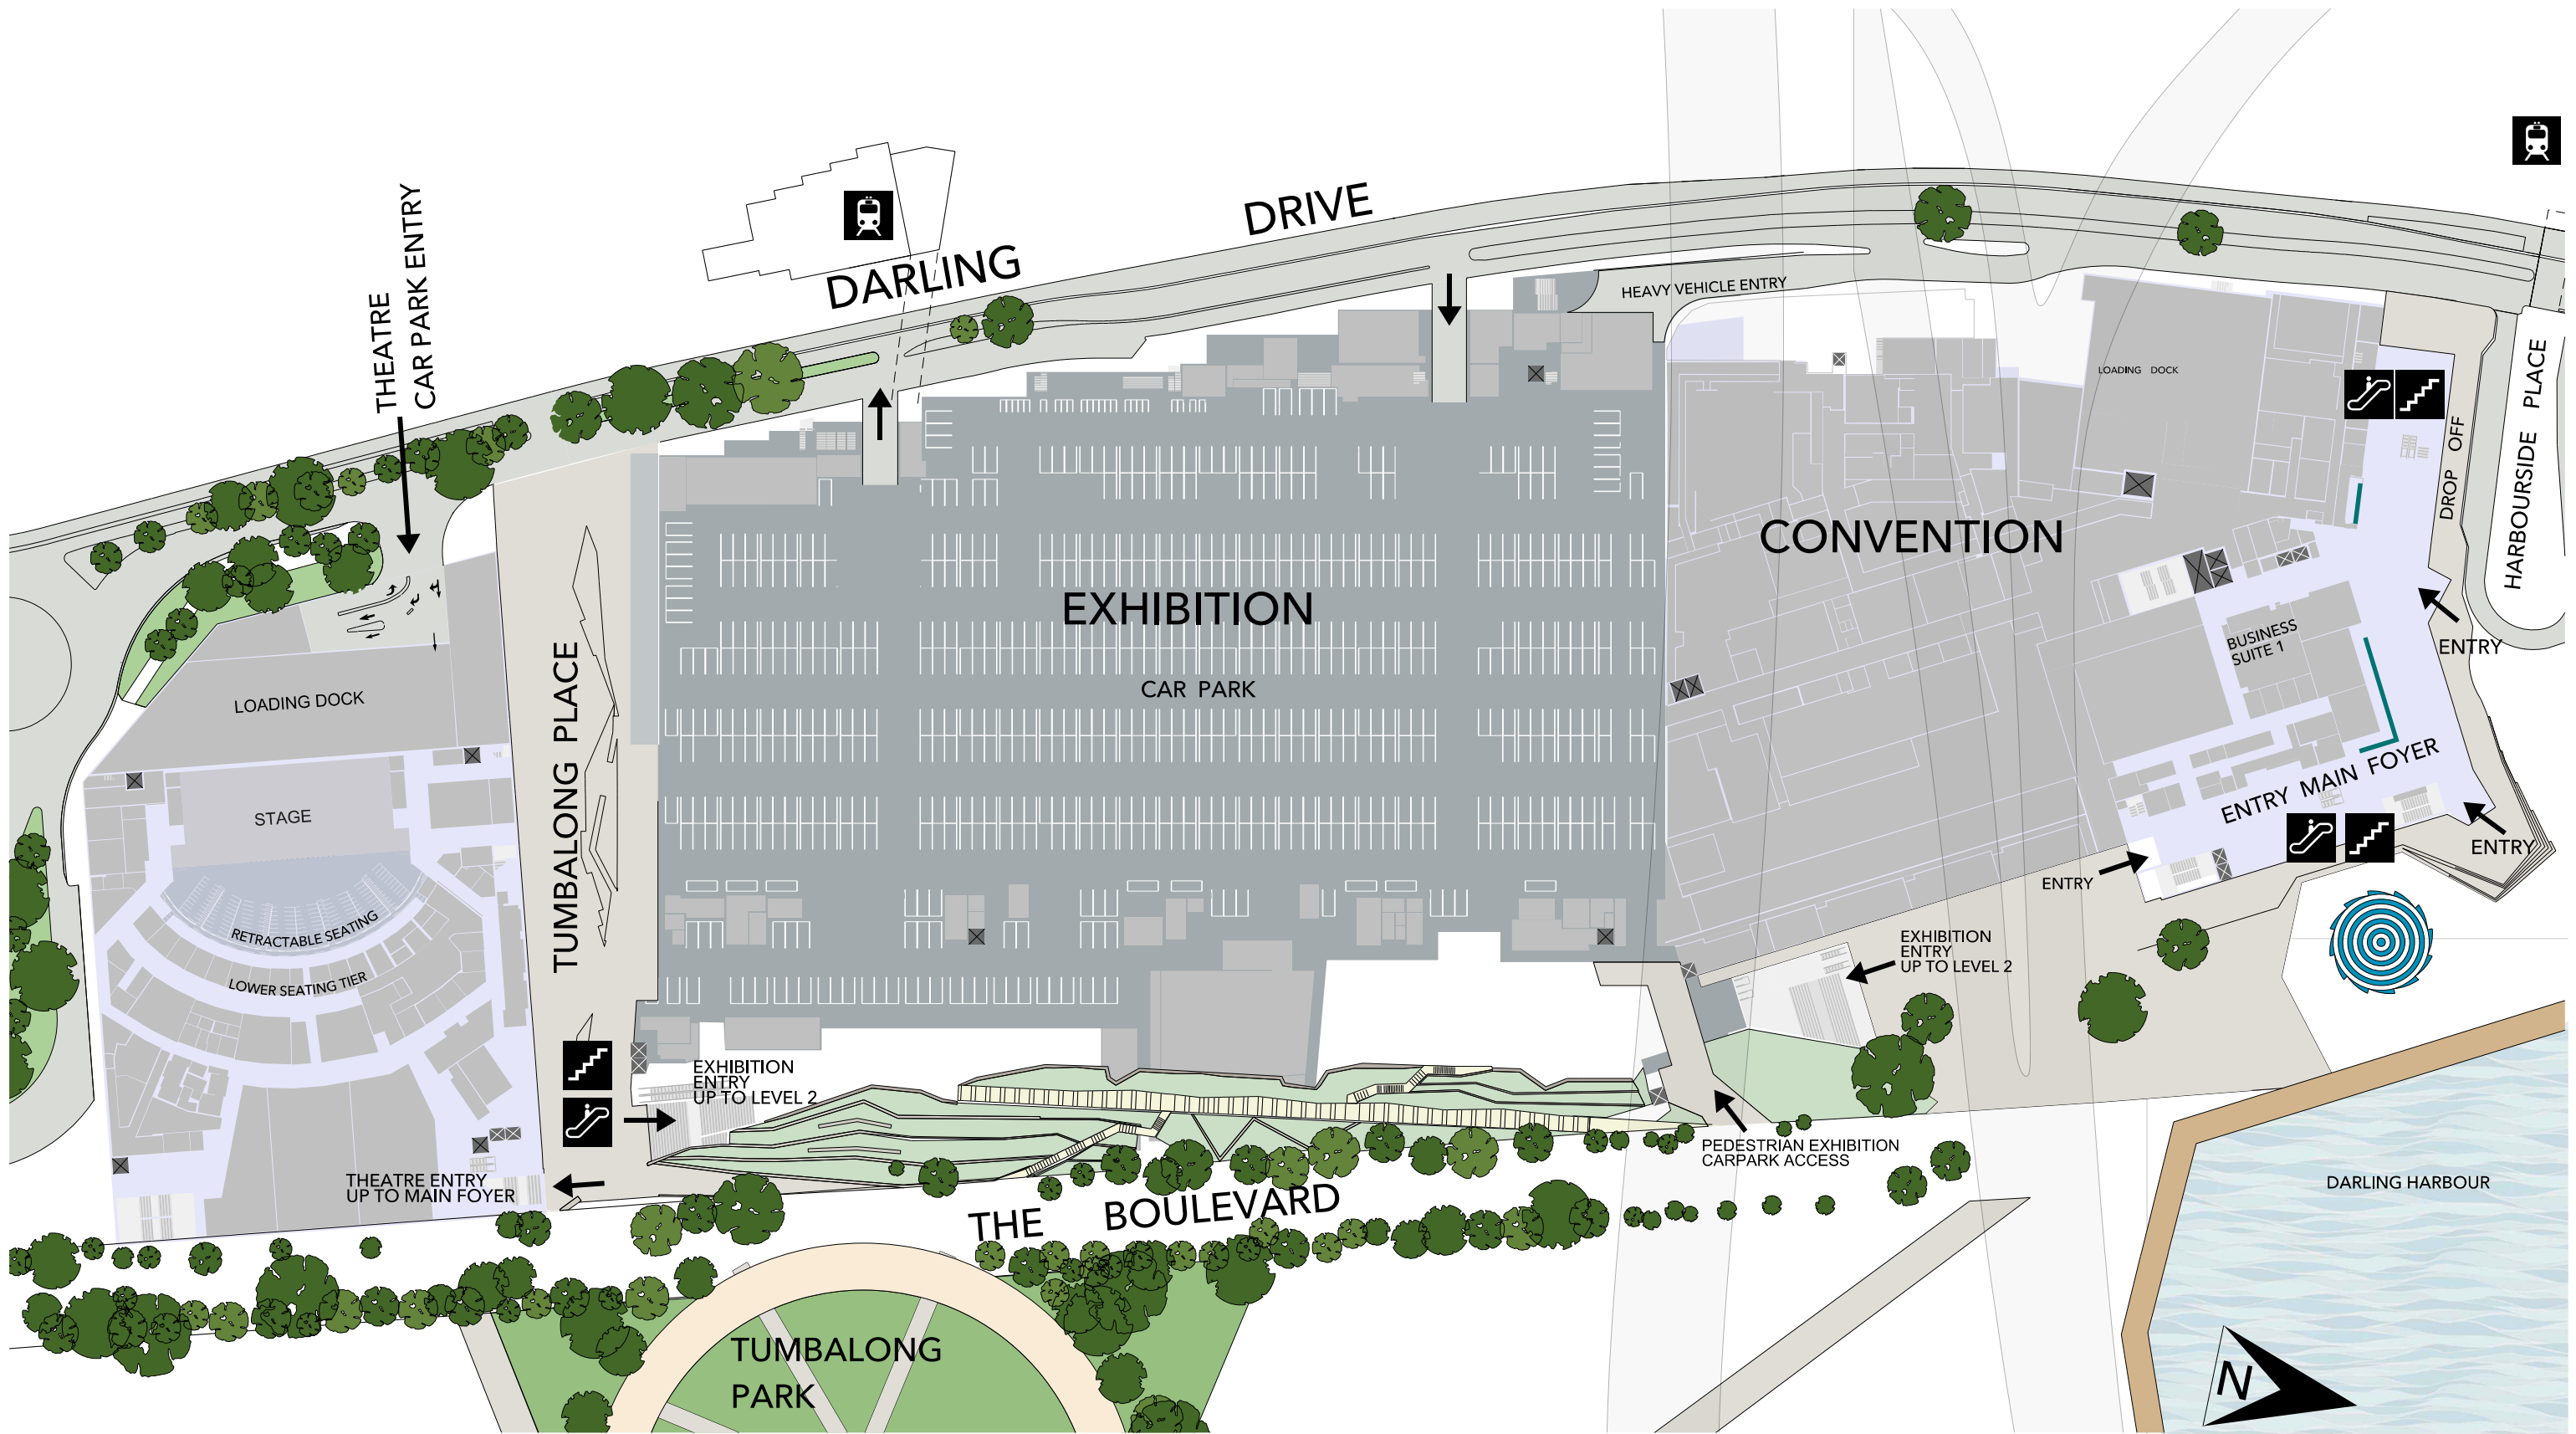 THEATRE
CAR PARK ENTRY
DARLING DRIVE
HEAVY VEHICLE ENTRY
LOADING DOCK
DROP OFF
HARBOURSIDE PLACE
CONVENTION
EXHIBITION
CAR PARK
TUMBALONG PLACE
LOADING DOCK
STAGE
RETRACTABLE SEATING
LOWER SEATING TIER
BUSINESS
SUITE 1
ENTRY
ENTRY MAIN FOYER
ENTRY
ENTRY
EXHIBITION
ENTRY
UP TO LEVEL 2
EXHIBITION
ENTRY
UP TO LEVEL 2
PEDESTRIAN EXHIBITION
CARPARK ACCESS
THEATRE ENTRY
UP TO MAIN FOYER
THE BOULEVARD
DARLING HARBOUR
TUMBALONG
PARK
N